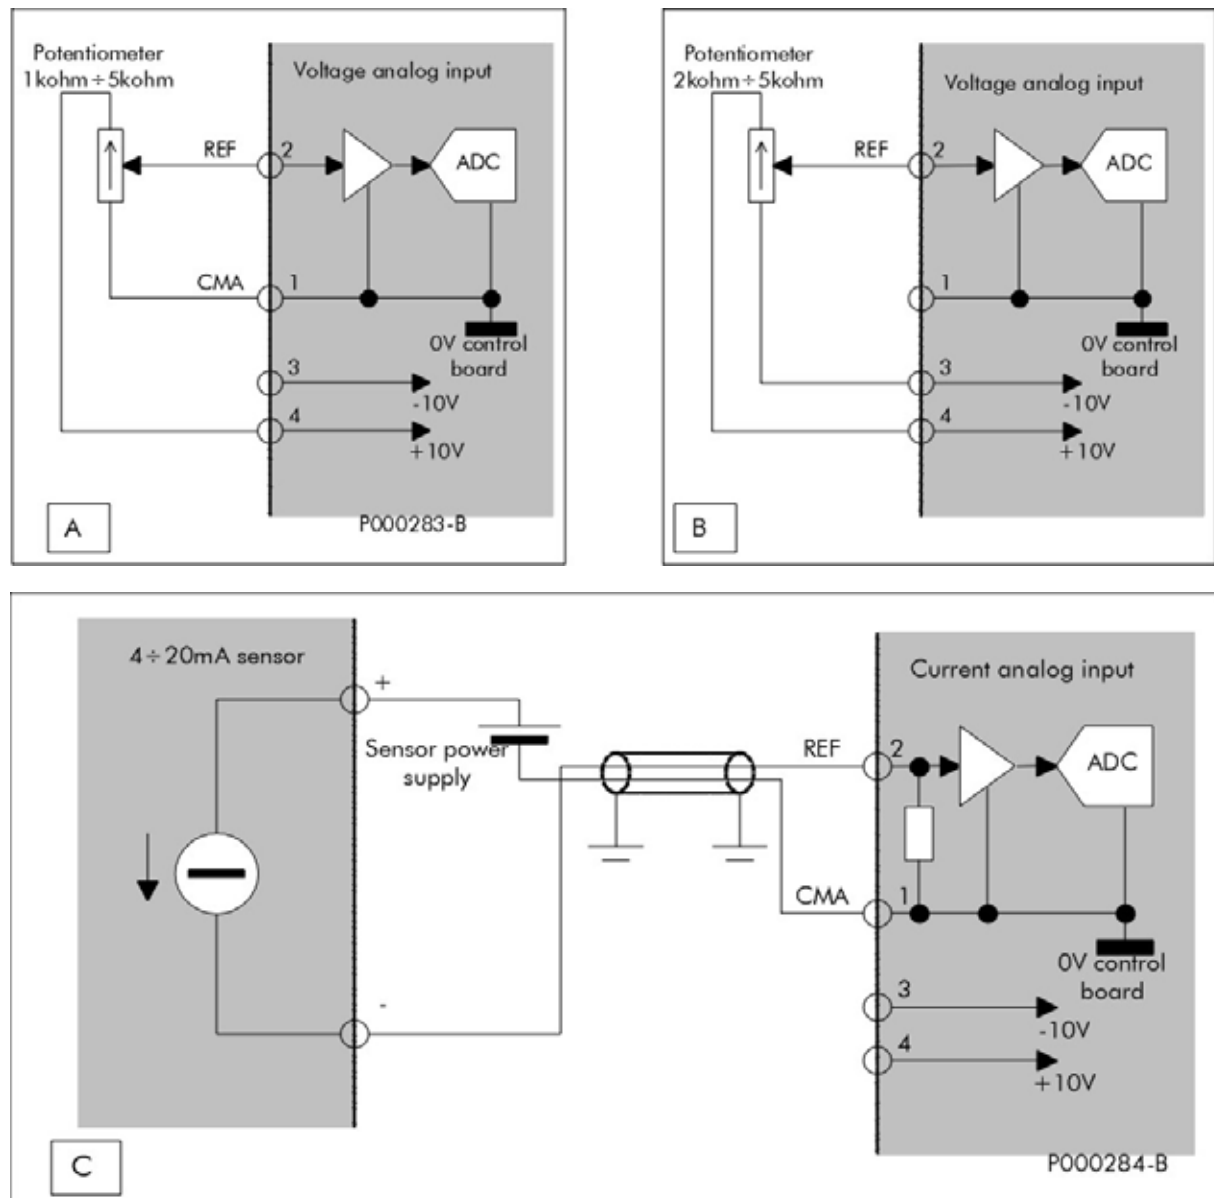 Potentiometer
1kohm÷5kohm
Voltage analog input
REF
2
ADC
CMA
1
0V control
board
3
-10V
4
+10V
A
P000283-B
Potentiometer
2kohm÷5kohm
Voltage analog input
REF
2
ADC
1
0V control
board
3
-10V
4
+10V
B
4÷20mA sensor
+
Sensor power
supply
-
Current analog input
REF
2
ADC
CMA
1
0V control
board
3
-10V
4
+10V
C
P000284-B